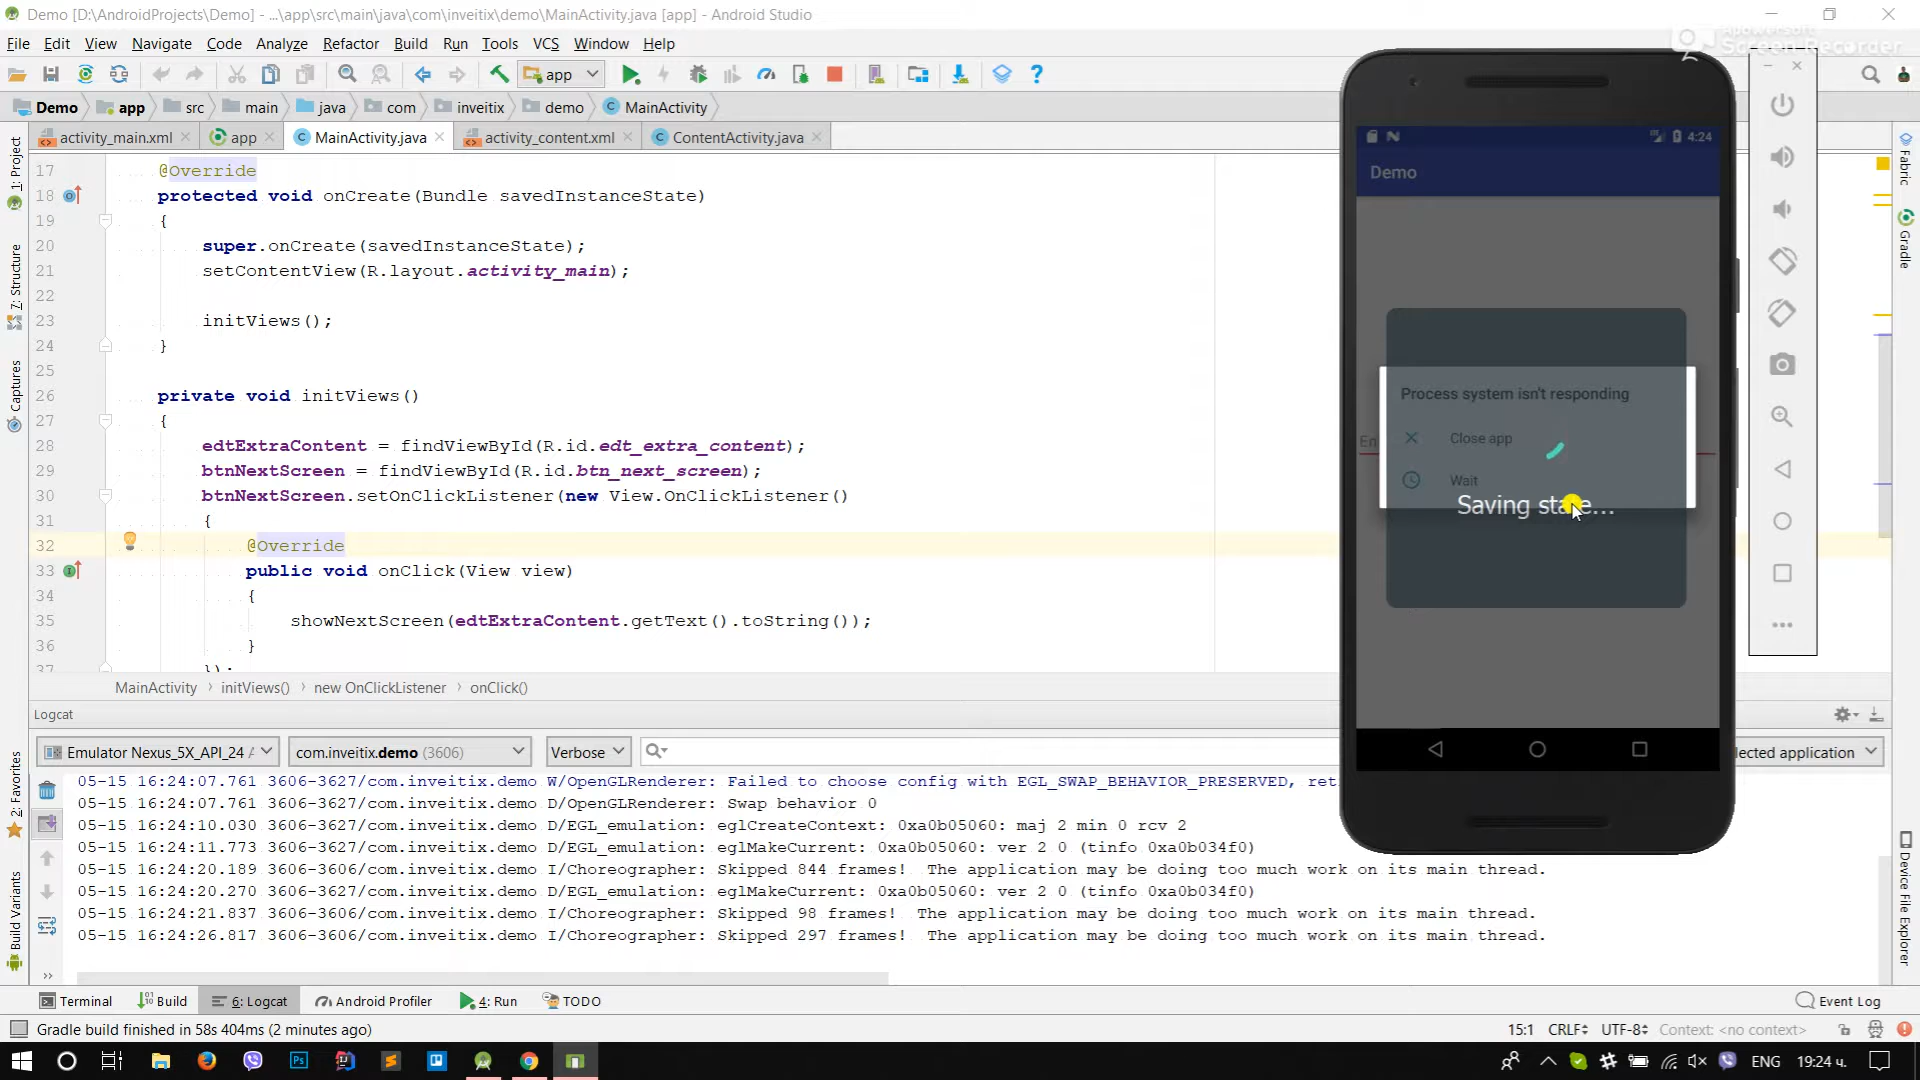 Demo [D:\AndroidProjects\Demo] - ...\app\src\main\java\com\inveitix\demo\MainActivity.java [app] - Android Studio
Apowersoft
Screen Recorder
File Edit View Navigate Code Analyze Refactor Build Run Tools VCS Window Help
app
Demo app src main java com inveitix demo MainActivity
activity_main.xml app MainActivity.java activity_content.xml ContentActivity.java
1: Project
7: Structure
Captures
2: Favorites
Build Variants
17 @Override
18 protected void onCreate(Bundle savedInstanceState)
19 {
20 super.onCreate(savedInstanceState);
21 setContentView(R.layout.activity_main);
22
23 initViews();
24 }
25
26 private void initViews()
27 {
28 edtExtraContent = findViewById(R.id.edt_extra_content);
29 btnNextScreen = findViewById(R.id.btn_next_screen);
30 btnNextScreen.setOnClickListener(new View.OnClickListener()
31 {
32 @Override
33 public void onClick(View view)
34 {
35 showNextScreen(edtExtraContent.getText().toString());
36 }
37 });
MainActivity initViews() new OnClickListener onClick()
4:24
Demo
Process system isn't responding
Close app
En
Wait
Saving state...
Fabric
Gradle
Device File Explorer
Logcat
Emulator Nexus_5X_API_24 A com.inveitix.demo (3606) Verbose lected application
05-15 16:24:07.761 3606-3627/com.inveitix.demo W/OpenGLRenderer: Failed to choose config with EGL_SWAP_BEHAVIOR_PRESERVED, ret
05-15 16:24:07.761 3606-3627/com.inveitix.demo D/OpenGLRenderer: Swap behavior 0
05-15 16:24:10.030 3606-3627/com.inveitix.demo D/EGL_emulation: eglCreateContext: 0xa0b05060: maj 2 min 0 rcv 2
05-15 16:24:11.773 3606-3627/com.inveitix.demo D/EGL_emulation: eglMakeCurrent: 0xa0b05060: ver 2 0 (tinfo 0xa0b034f0)
05-15 16:24:20.189 3606-3606/com.inveitix.demo I/Choreographer: Skipped 844 frames! The application may be doing too much work on its main thread.
05-15 16:24:20.270 3606-3627/com.inveitix.demo D/EGL_emulation: eglMakeCurrent: 0xa0b05060: ver 2 0 (tinfo 0xa0b034f0)
05-15 16:24:21.837 3606-3606/com.inveitix.demo I/Choreographer: Skipped 98 frames! The application may be doing too much work on its main thread.
05-15 16:24:26.817 3606-3606/com.inveitix.demo I/Choreographer: Skipped 297 frames! The application may be doing too much work on its main thread.
Terminal Build 6: Logcat Android Profiler 4: Run TODO Event Log
Gradle build finished in 58s 404ms (2 minutes ago) 15:1 CRLF UTF-8 Context: <no context>
ЕНГ 19:24 ч.